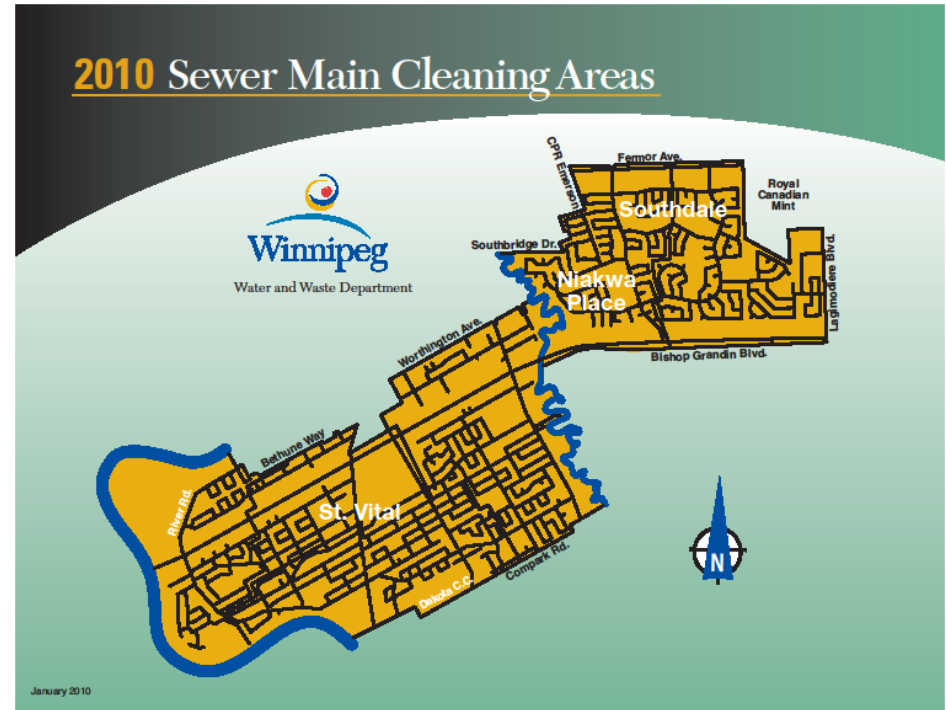 2010 Sewer Main Cleaning Areas
CPR Emerson
Fermor Ave.
Royal
Canadian
Mint
Southdale
Winnipeg
Water and Waste Department
Southbridge Dr.
Niakwa
Place
Lagimodiere Blvd.
Worthington Ave.
Bishop Grandin Blvd.
Bethune Way
River Rd.
St. Vital
Compark Rd.
Dakota C.C.
N
January 2010